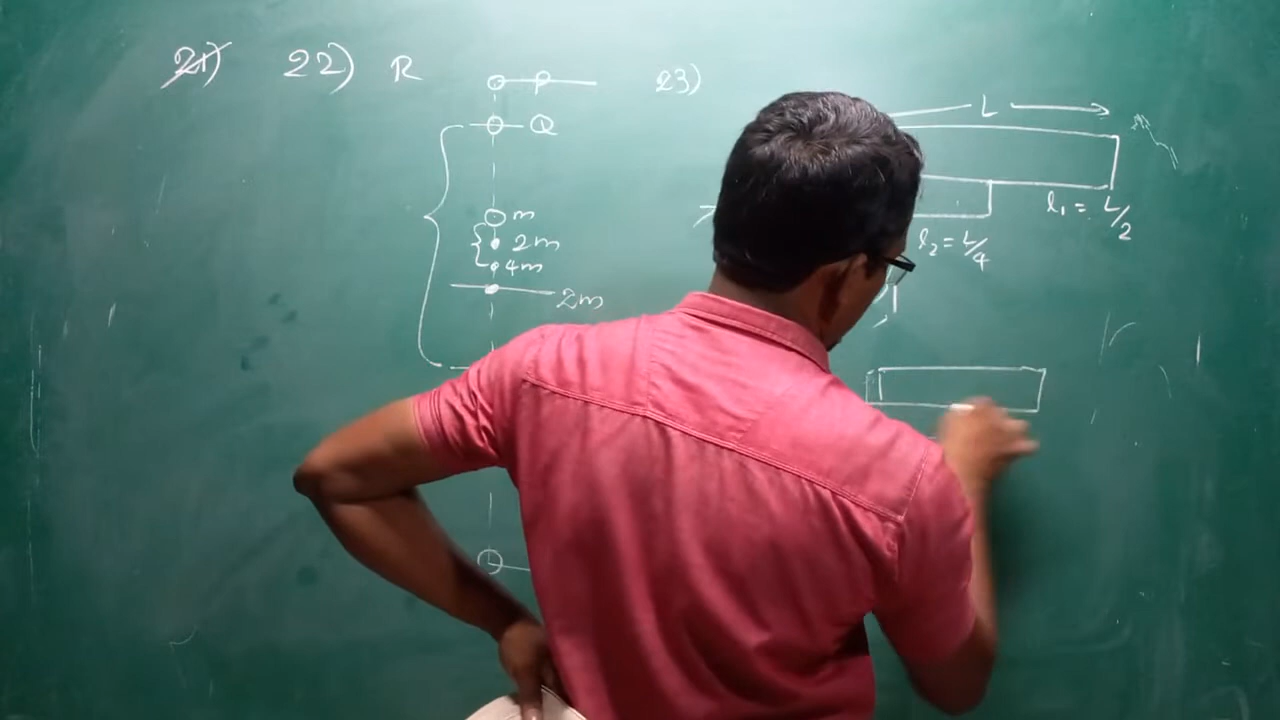 21) 22) R
P
Q
m
2m
4m
2m
23)
L
l₁ = L/2
l₂ = L/4